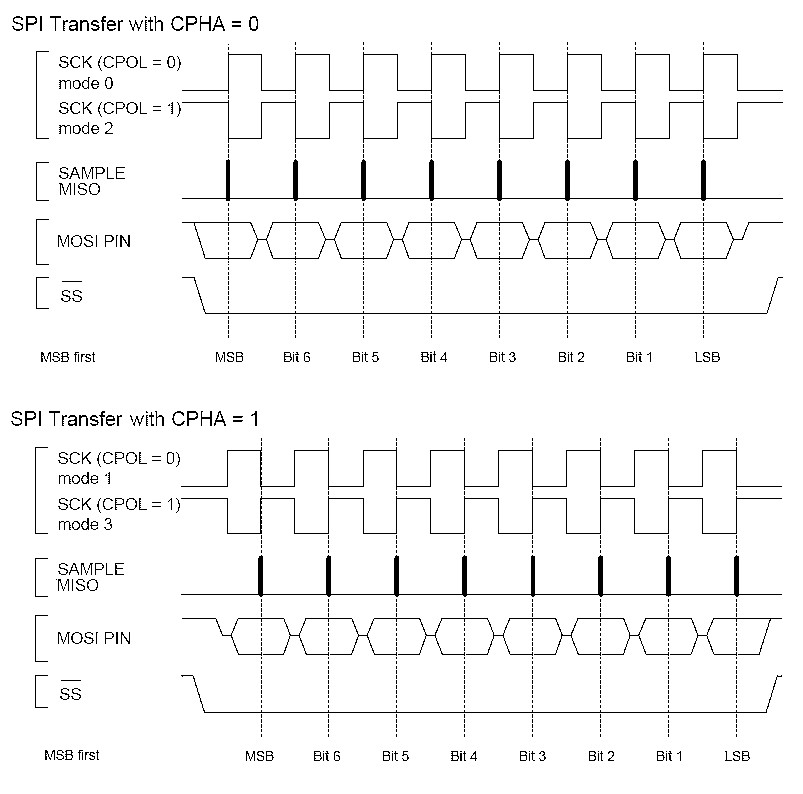 SPI Transfer with CPHA = 0
SCK (CPOL = 0)
mode 0
SCK (CPOL = 1)
mode 2
SAMPLE
MISO
MOSI PIN
SS
MSB first
MSB Bit 6 Bit 5 Bit 4 Bit 3 Bit 2 Bit 1 LSB
SPI Transfer with CPHA = 1
SCK (CPOL = 0)
mode 1
SCK (CPOL = 1)
mode 3
SAMPLE
MISO
MOSI PIN
SS
MSB first
MSB Bit 6 Bit 5 Bit 4 Bit 3 Bit 2 Bit 1 LSB